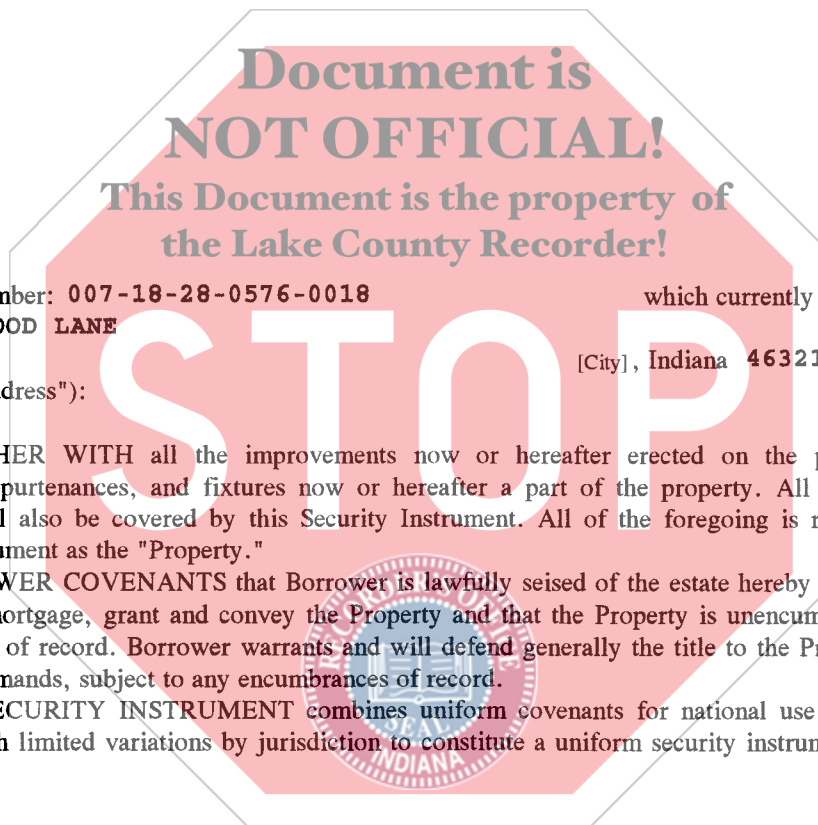 Document is
NOT OFFICIAL!
This Document is the property of
the Lake County Recorder!
mber: 007-18-28-0576-0018 which currently
OOD LANE
[City], Indiana 46321
dress"):
STOP
HER WITH all the improvements now or hereafter erected on the p
purtenances, and fixtures now or hereafter a part of the property. All
l also be covered by this Security Instrument. All of the foregoing is r
ument as the "Property."
WER COVENANTS that Borrower is lawfully seised of the estate hereby
nortgage, grant and convey the Property and that the Property is unencum
of record. Borrower warrants and will defend generally the title to the Pr
mands, subject to any encumbrances of record.
ECURITY INSTRUMENT combines uniform covenants for national use
h limited variations by jurisdiction to constitute a uniform security instrum
RECORDER'S OFFICE
SEAL
INDIANA